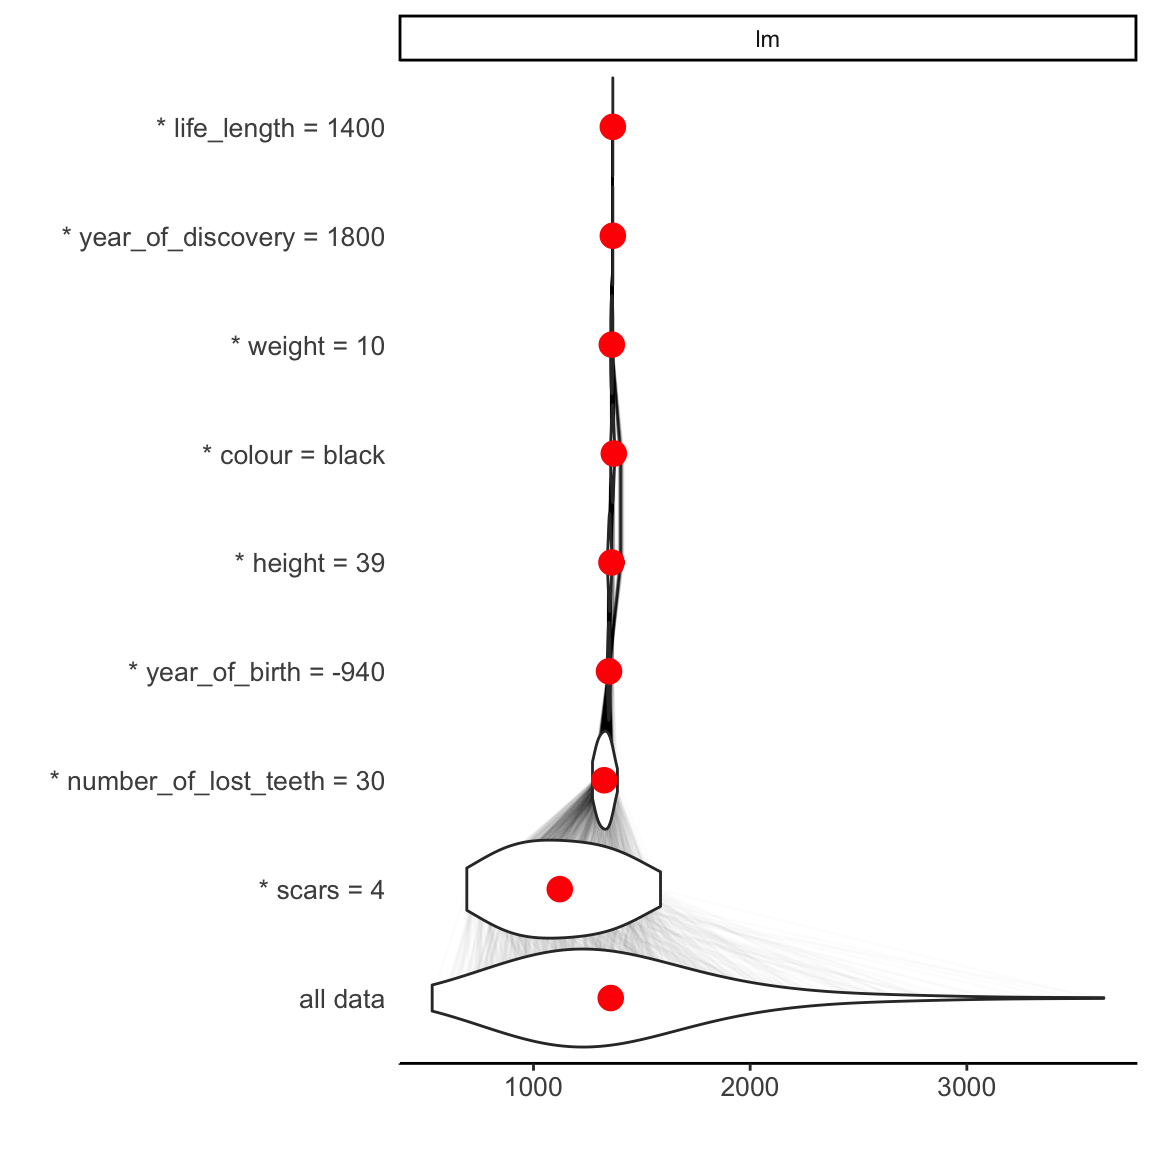 lm
* life_length = 1400
* year_of_discovery = 1800
* weight = 10
* colour = black
* height = 39
* year_of_birth = -940
* number_of_lost_teeth = 30
* scars = 4
all data
1000 2000 3000